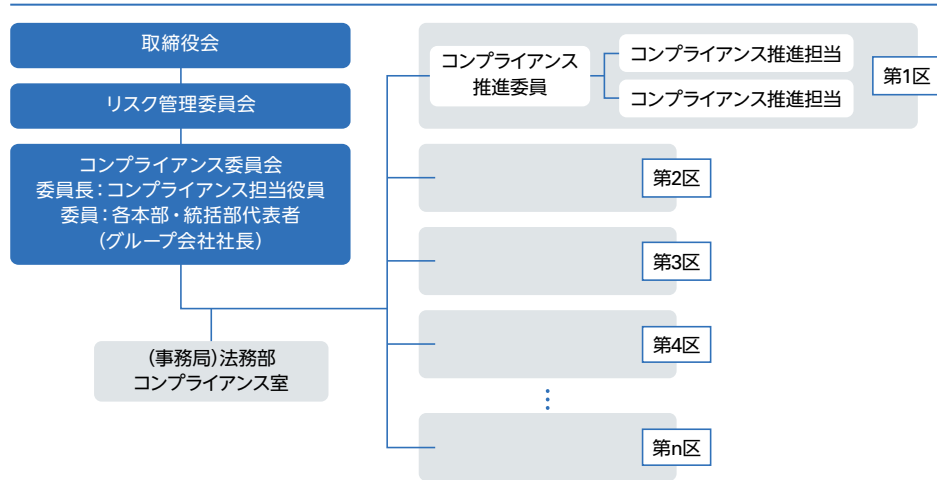 取締役会
リスク管理委員会
コンプライアンス委員会
委員長：コンプライアンス担当役員
委員：各本部・統括部代表者
（グループ会社社長）
（事務局）法務部
コンプライアンス室
コンプライアンス
推進委員
コンプライアンス推進担当
コンプライアンス推進担当
第1区
第2区
第3区
第4区
第n区